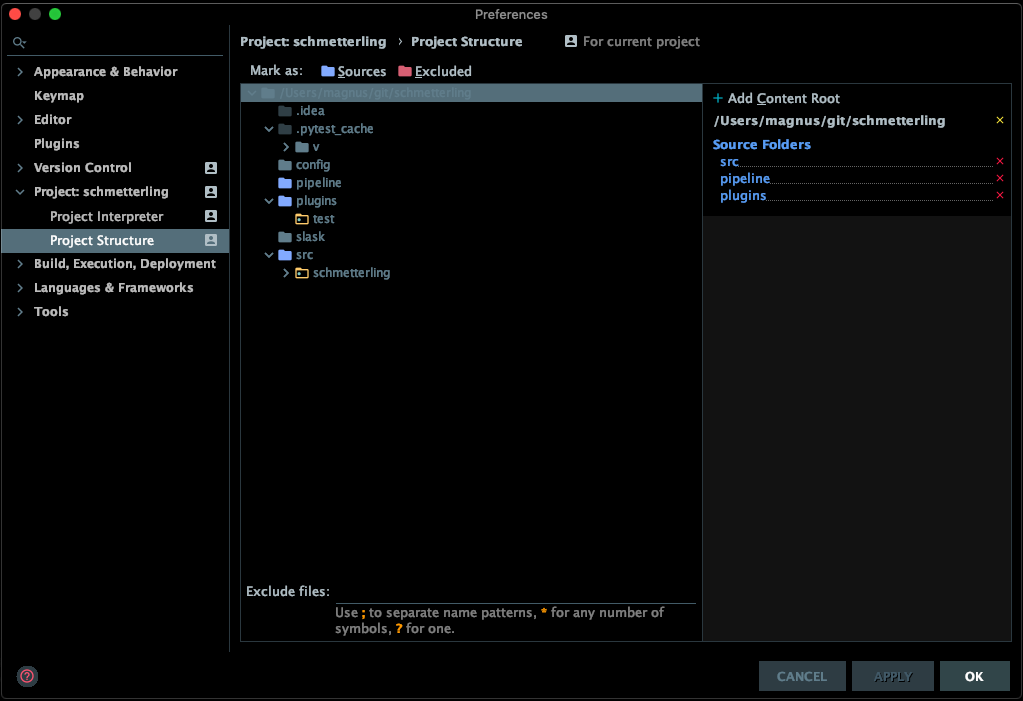 Preferences
Project: schmetterling › Project Structure For current project
Mark as: Sources Excluded
Appearance & Behavior
Keymap
Editor
Plugins
Version Control
Project: schmetterling
Project Interpreter
Project Structure
Build, Execution, Deployment
Languages & Frameworks
Tools
/Users/magnus/git/schmetterling
.idea
.pytest_cache
v
config
pipeline
plugins
test
slask
src
schmetterling
Exclude files:
Use ; to separate name patterns, * for any number of
symbols, ? for one.
+ Add Content Root
/Users/magnus/git/schmetterling
Source Folders
src
pipeline
plugins
?
CANCEL APPLY OK